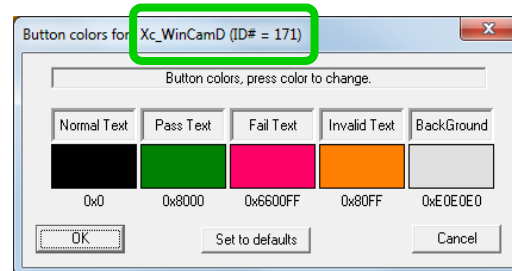 Button colors for Xc_WinCamD (ID# = 171)
Button colors, press color to change.
Normal Text Pass Text Fail Text Invalid Text BackGround
0x0 0x8000 0x6600FF 0x80FF 0xE0E0E0
OK Set to defaults Cancel